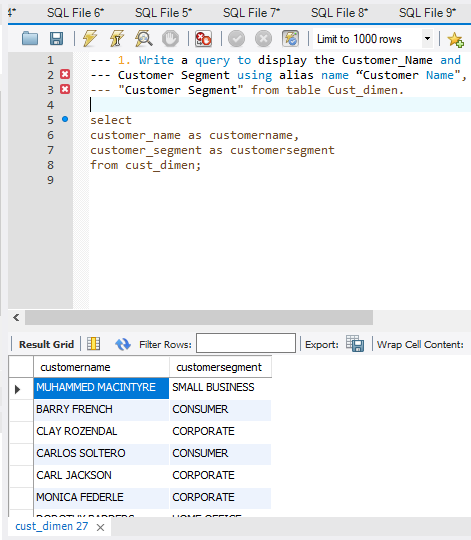 4* SQL File 6* SQL File 5* SQL File 7* SQL File 8* SQL File 9*
Limit to 1000 rows
1 --- 1. Write a query to display the Customer_Name and
2 --- Customer Segment using alias name “Customer Name",
3 --- "Customer Segment" from table Cust_dimen.
4
5 select
6 customer_name as customername,
7 customer_segment as customersegment
8 from cust_dimen;
9
Result Grid Filter Rows: Export: Wrap Cell Content:
customername customersegment
MUHAMMED MACINTYRE SMALL BUSINESS
BARRY FRENCH CONSUMER
CLAY ROZENDAL CORPORATE
CARLOS SOLTERO CONSUMER
CARL JACKSON CORPORATE
MONICA FEDERLE CORPORATE
HOME OFFICE
cust_dimen 27